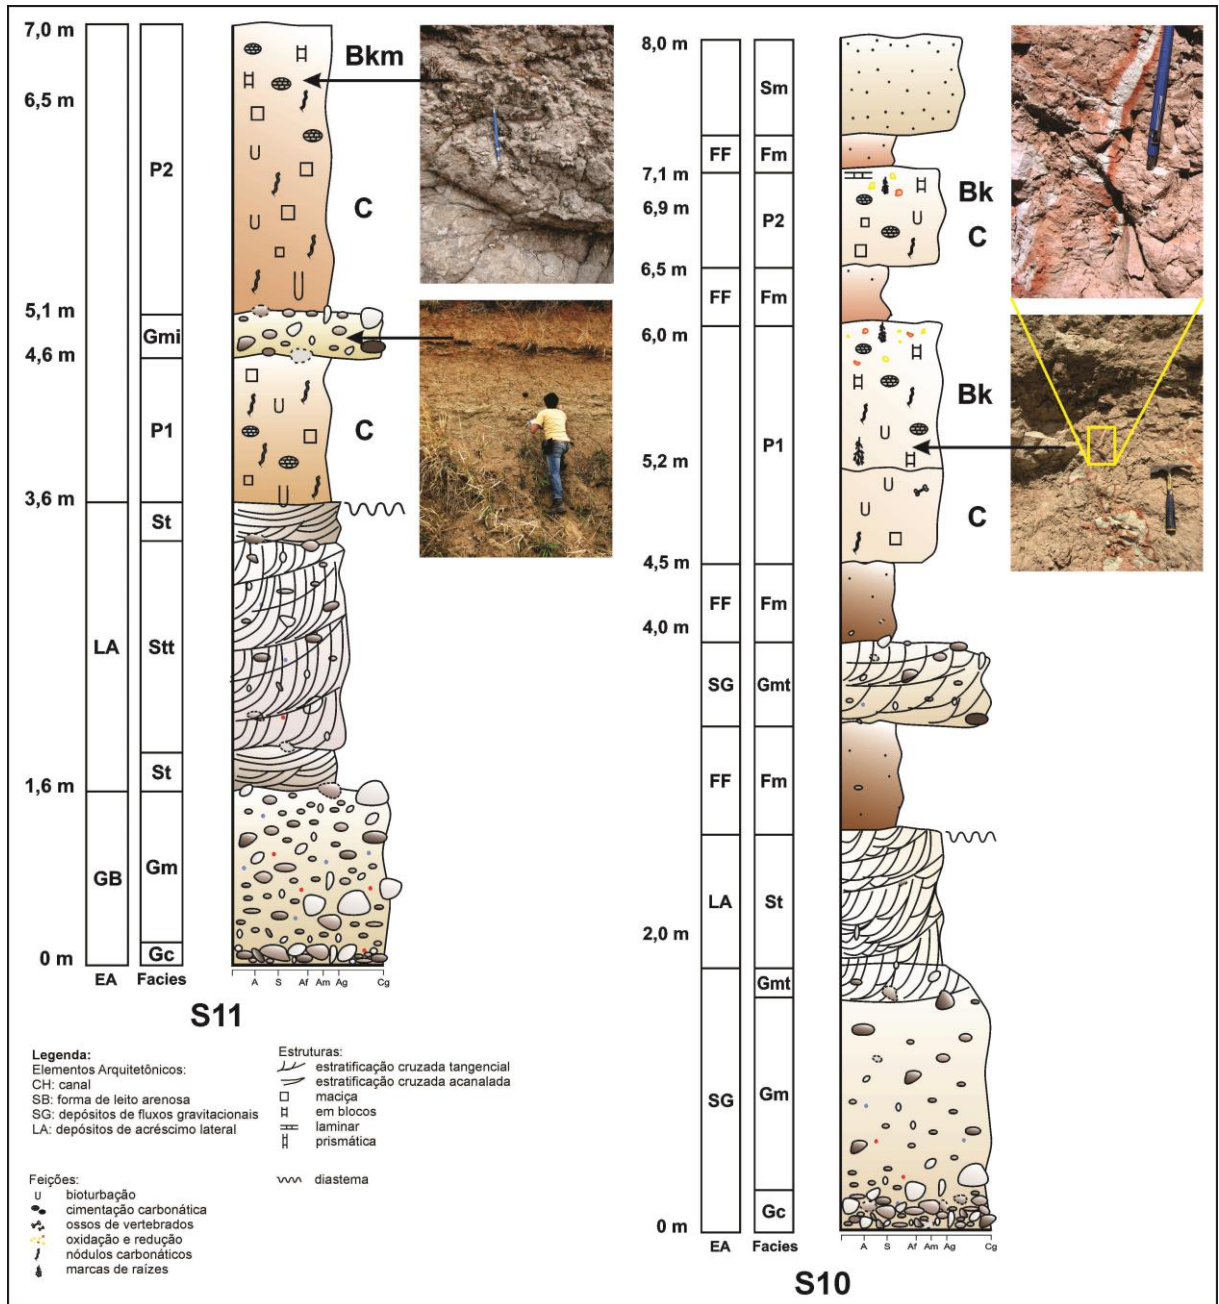 7,0 m
Bkm
6,5 m
P2
C
5,1 m
Gmi
4,6 m
P1
C
3,6 m
St
LA
Stt
St
1,6 m
GB
Gm
Gc
0 m
EA
Facies
A S Af Am Ag Cg
S11
8,0 m
Sm
FF
Fm
7,1 m
Bk
6,9 m
P2
C
6,5 m
FF
Fm
6,0 m
Bk
P1
5,2 m
C
4,5 m
FF
Fm
4,0 m
SG
Gmt
FF
Fm
LA
St
2,0 m
Gmt
SG
Gm
Gc
0 m
EA
Facies
A S Af Am Ag Cg
S10
Legenda:
Elementos Arquitetônicos:
CH: canal
SB: forma de leito arenosa
SG: depósitos de fluxos gravitacionais
LA: depósitos de acréscimo lateral
Estruturas:
estratificação cruzada tangencial
estratificação cruzada acanalada
maciça
em blocos
laminar
prismática
diastema
Feições:
bioturbação
cimentação carbonática
ossos de vertebrados
oxidação e redução
nódulos carbonáticos
marcas de raízes